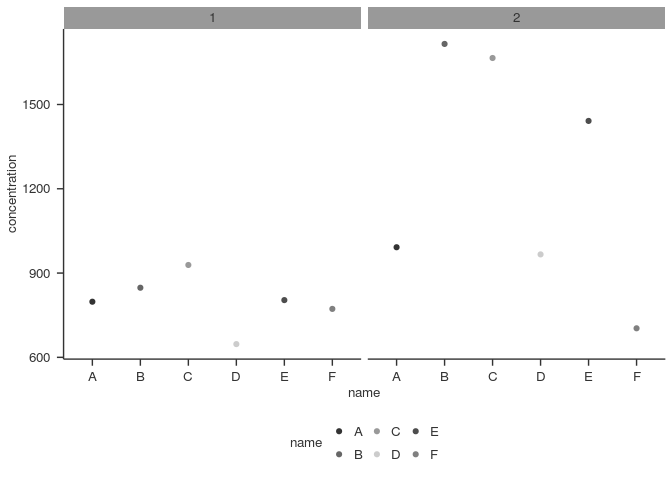 1 2
concentration
1500
1200
900
600
A B C D E F A B C D E F
name
name A C E
B D F